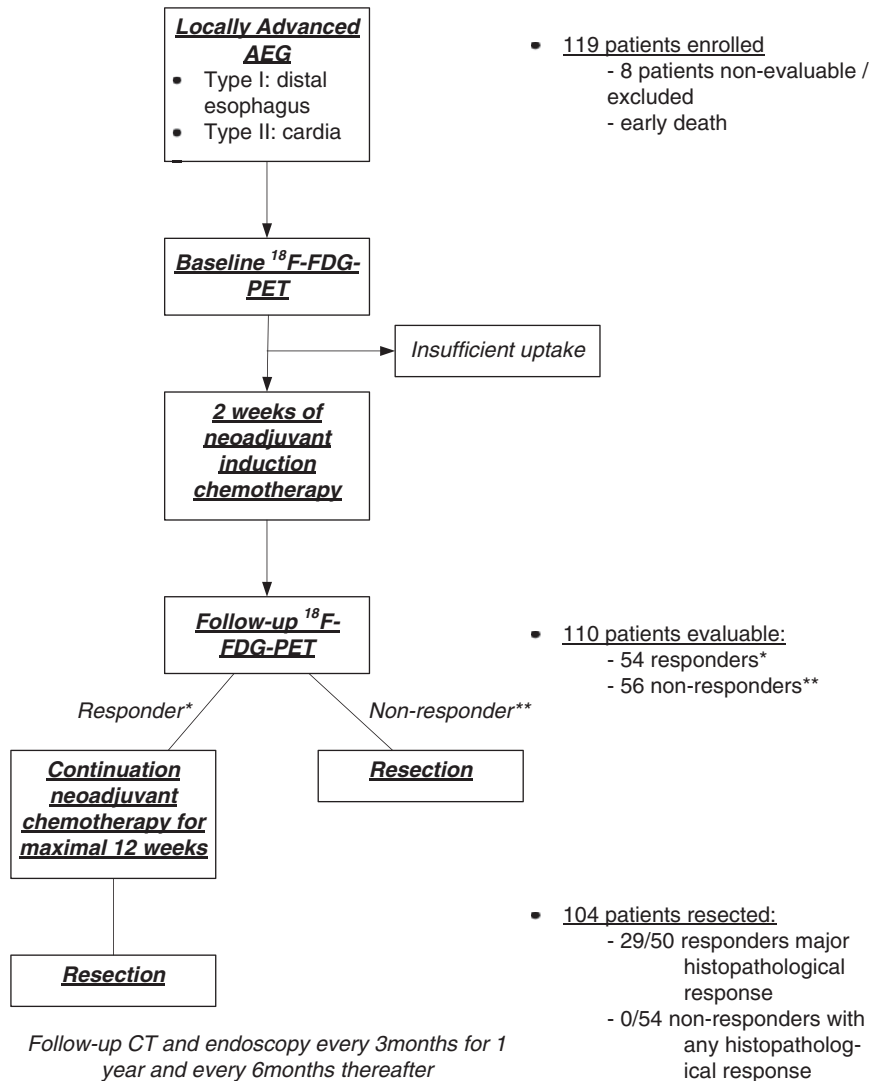 Locally Advanced
AEG
• Type I: distal
esophagus
• Type II: cardia
• 119 patients enrolled
- 8 patients non-evaluable /
excluded
- early death
Baseline 18F-FDG-
PET
Insufficient uptake
2 weeks of
neoadjuvant
induction
chemotherapy
Follow-up 18F-
FDG-PET
• 110 patients evaluable:
- 54 responders*
- 56 non-responders**
Responder*
Non-responder**
Continuation
neoadjuvant
chemotherapy for
maximal 12 weeks
Resection
Resection
• 104 patients resected:
- 29/50 responders major
histopathological
response
- 0/54 non-responders with
any histopatholog-
ical response
Follow-up CT and endoscopy every 3months for 1
year and every 6months thereafter